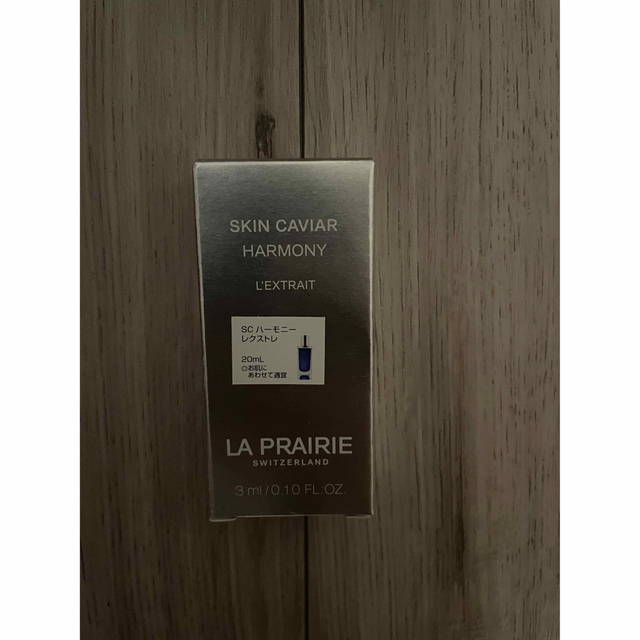 SKIN CAVIAR
HARMONY
L'EXTRAIT
SC ハーモニー
レクストレ
20mL
◎お肌に
あわせて適宜
LA PRAIRIE
SWITZERLAND
3 ml/0.10 FL.OZ.